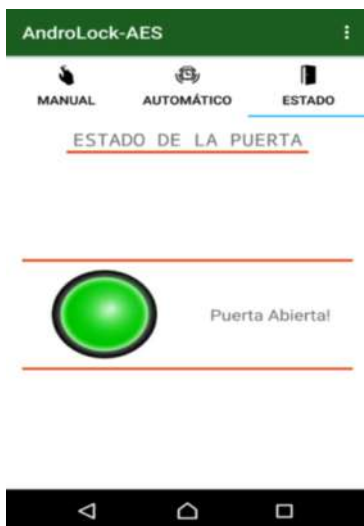 AndroLock-AES
MANUAL AUTOMÁTICO ESTADO
ESTADO DE LA PUERTA
Puerta Abierta!